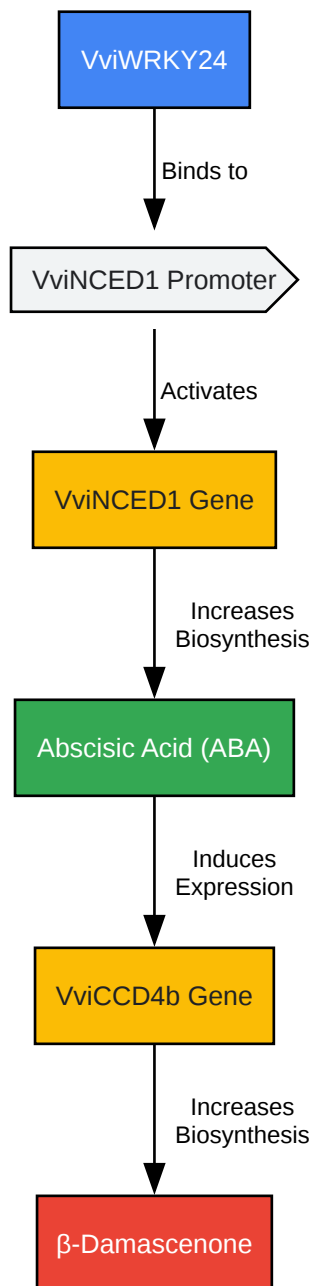 VviWRKY24
Binds to
VviNCED1 Promoter
Activates
VviNCED1 Gene
Increases
Biosynthesis
Abscisic Acid (ABA)
Induces
Expression
VviCCD4b Gene
Increases
Biosynthesis
β-Damascenone